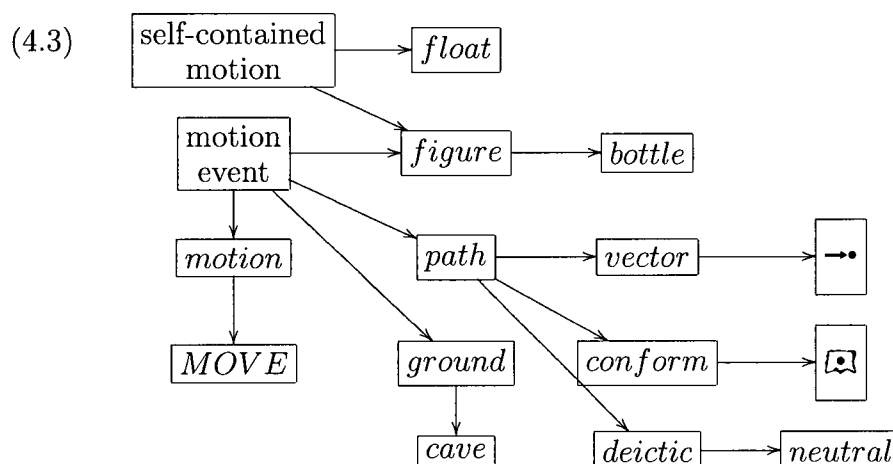 (4.3)
self-contained
motion
float
motion
event
figure
bottle
motion
path
vector
MOVE
ground
conform
cave
deictic
neutral